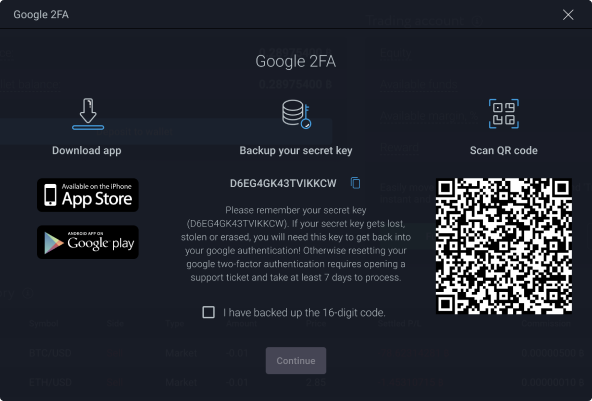 Google 2FA
Google 2FA
Download app
Backup your secret key
Scan QR code
Available on the iPhone
App Store
ANDROID APP ON
Google play
D6EG4GK43TVIKKCW
Please remember your secret key
(D6EG4GK43TVIKKCW). If your secret key gets lost,
stolen or erased, you will need this key to get back into
your google authentication! Otherwise resetting your
google two-factor authentication requires opening a
support ticket and take at least 7 days to process.
I have backed up the 16-digit code.
Continue